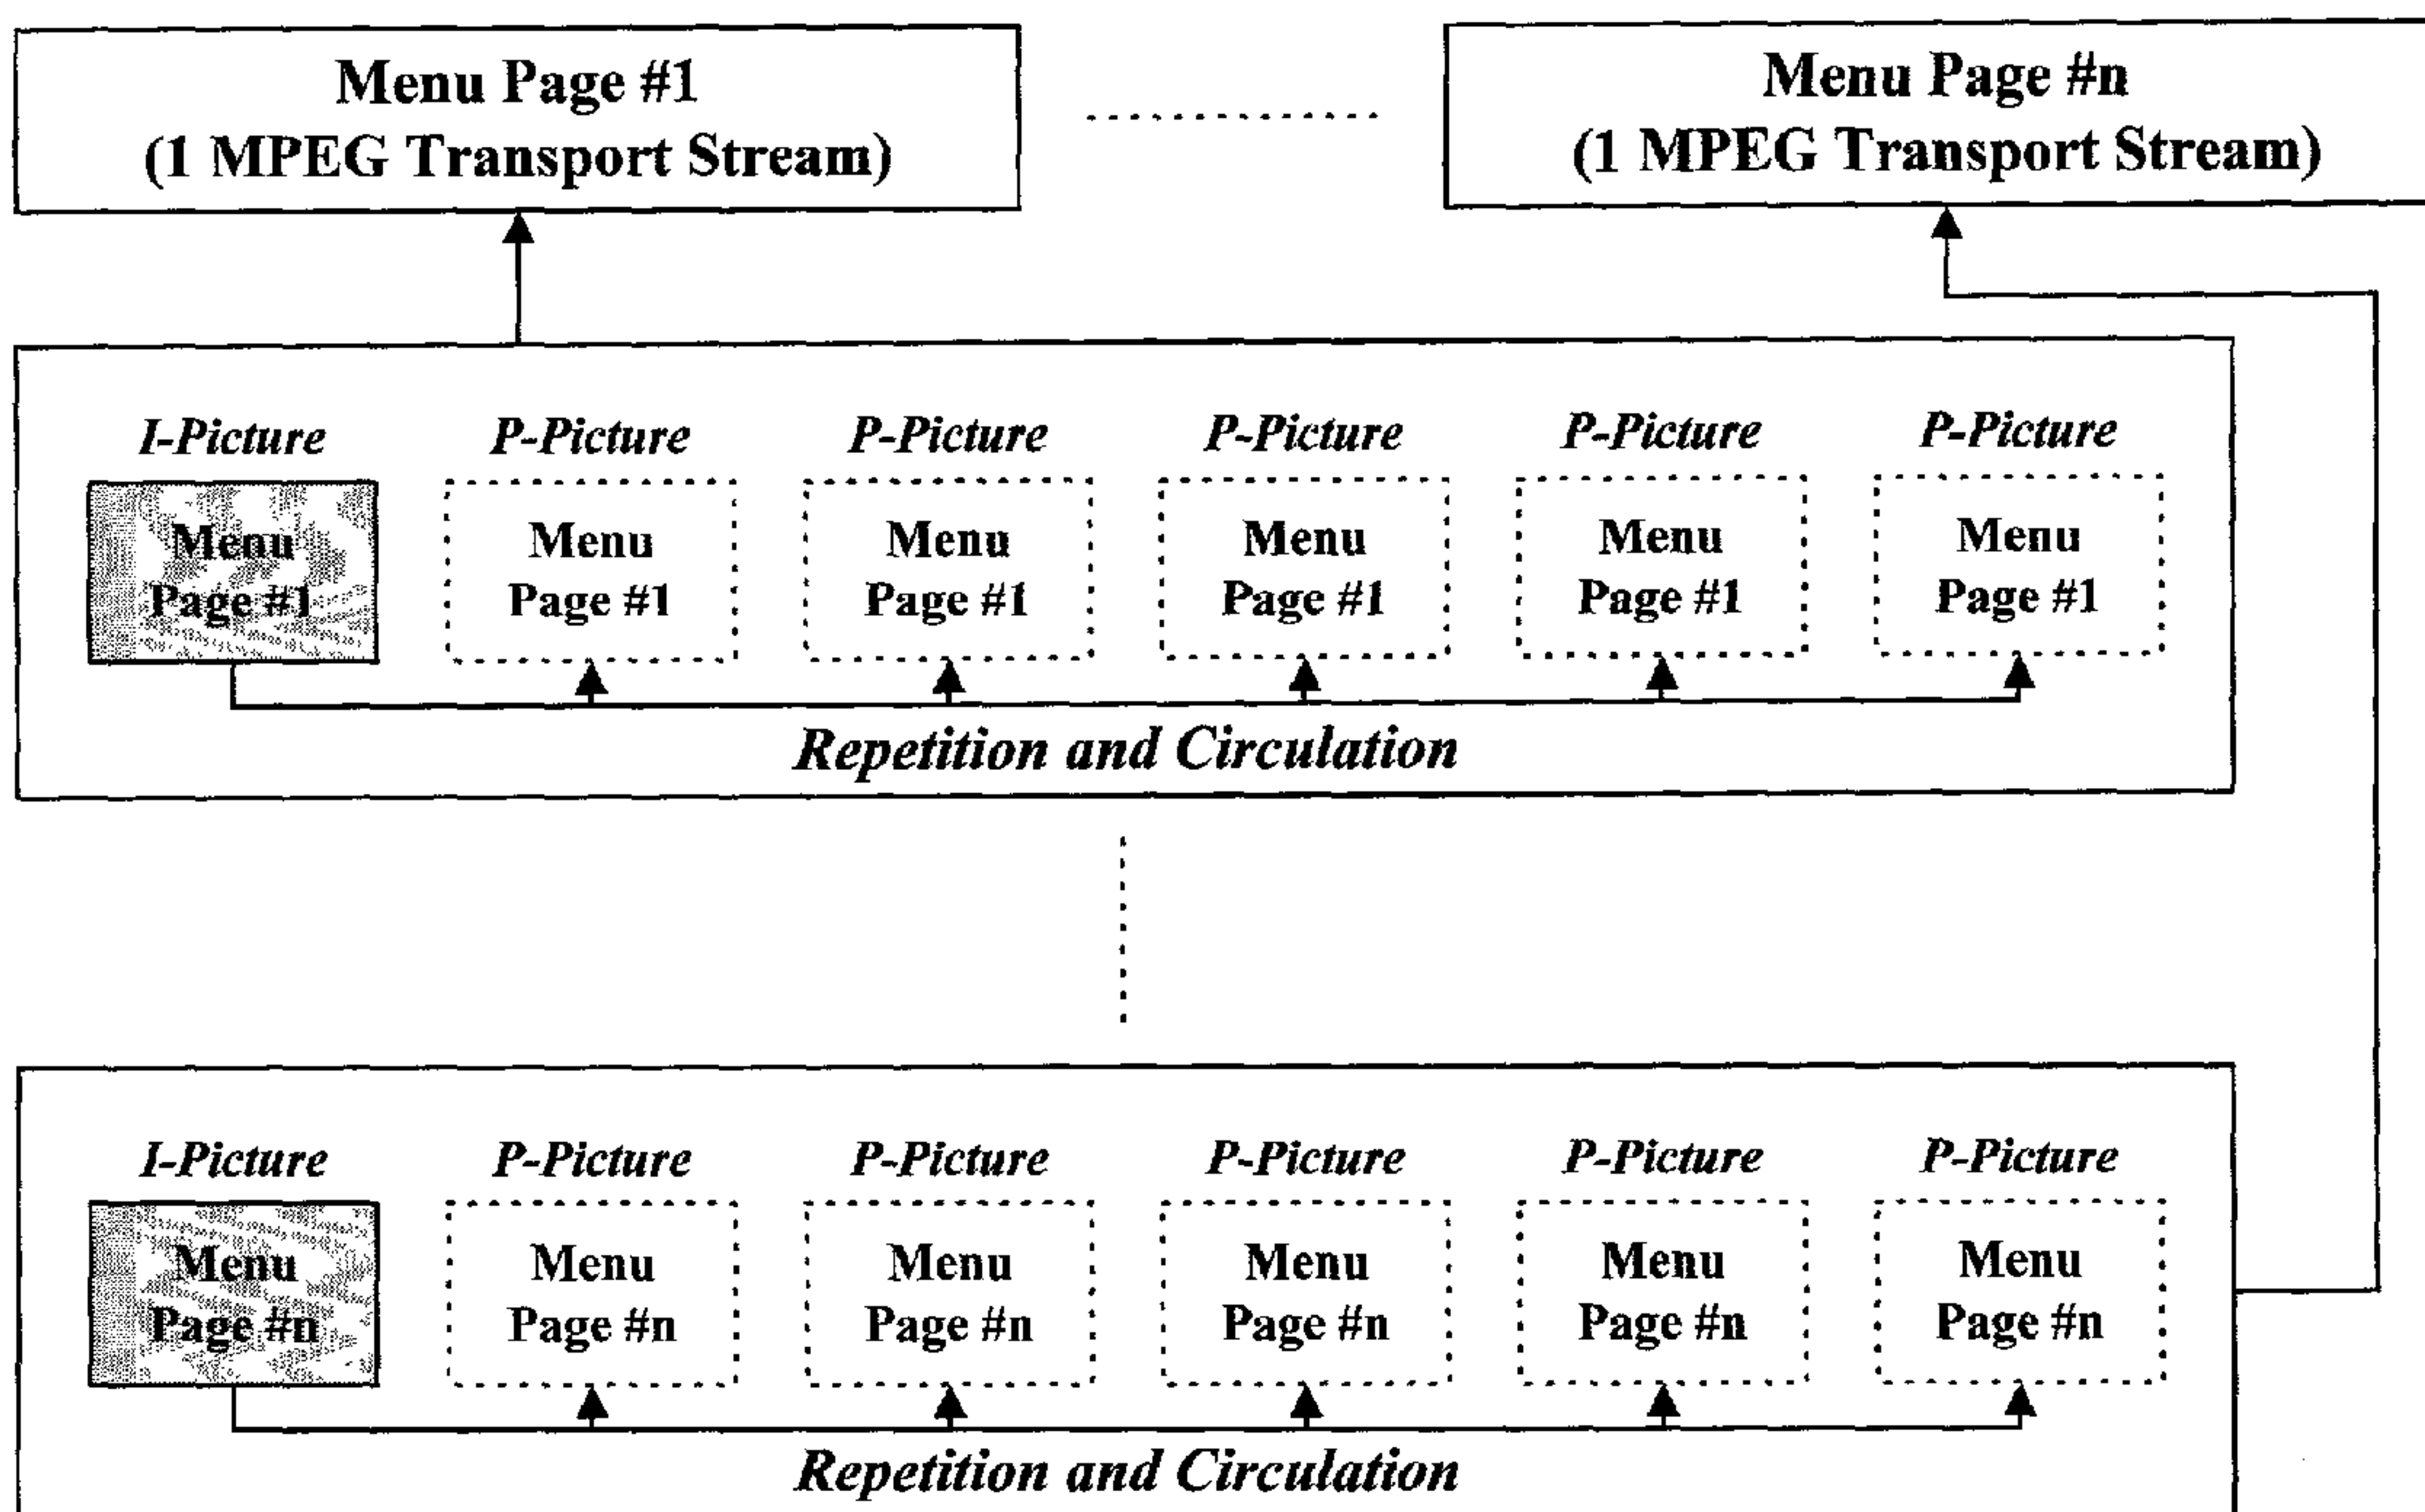 Menu Page #1
(1 MPEG Transport Stream)
Menu Page #n
(1 MPEG Transport Stream)
I-Picture
P-Picture
P-Picture
P-Picture
P-Picture
P-Picture
Menu
Page #1
Menu
Page #1
Menu
Page #1
Menu
Page #1
Menu
Page #1
Menu
Page #1
Repetition and Circulation
I-Picture
P-Picture
P-Picture
P-Picture
P-Picture
P-Picture
Menu
Page #n
Menu
Page #n
Menu
Page #n
Menu
Page #n
Menu
Page #n
Menu
Page #n
Repetition and Circulation